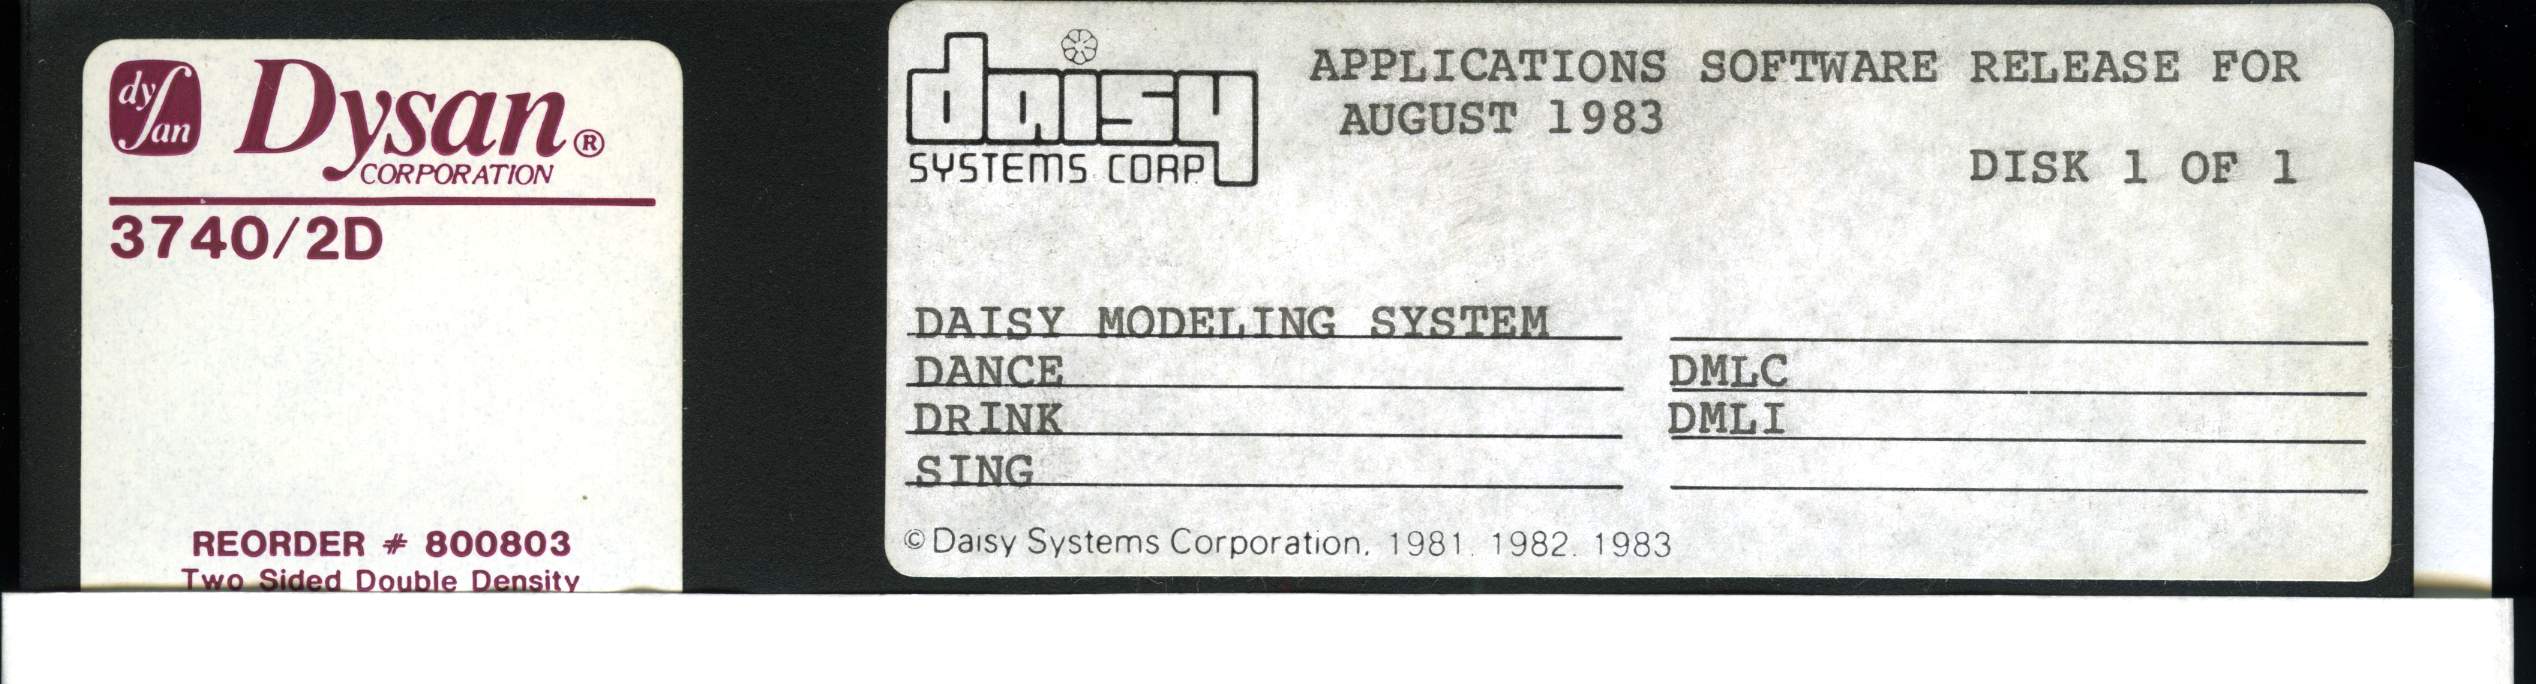 dy
san
Dysan®
CORPORATION
3740/2D
REORDER # 800803
Two Sided Double Density
daisy
SYSTEMS CORP
APPLICATIONS SOFTWARE RELEASE FOR
AUGUST 1983
DISK 1 OF 1
DAISY MODELING SYSTEM
DANCE
DMLC
DRINK
DMLI
SING
© Daisy Systems Corporation, 1981. 1982. 1983